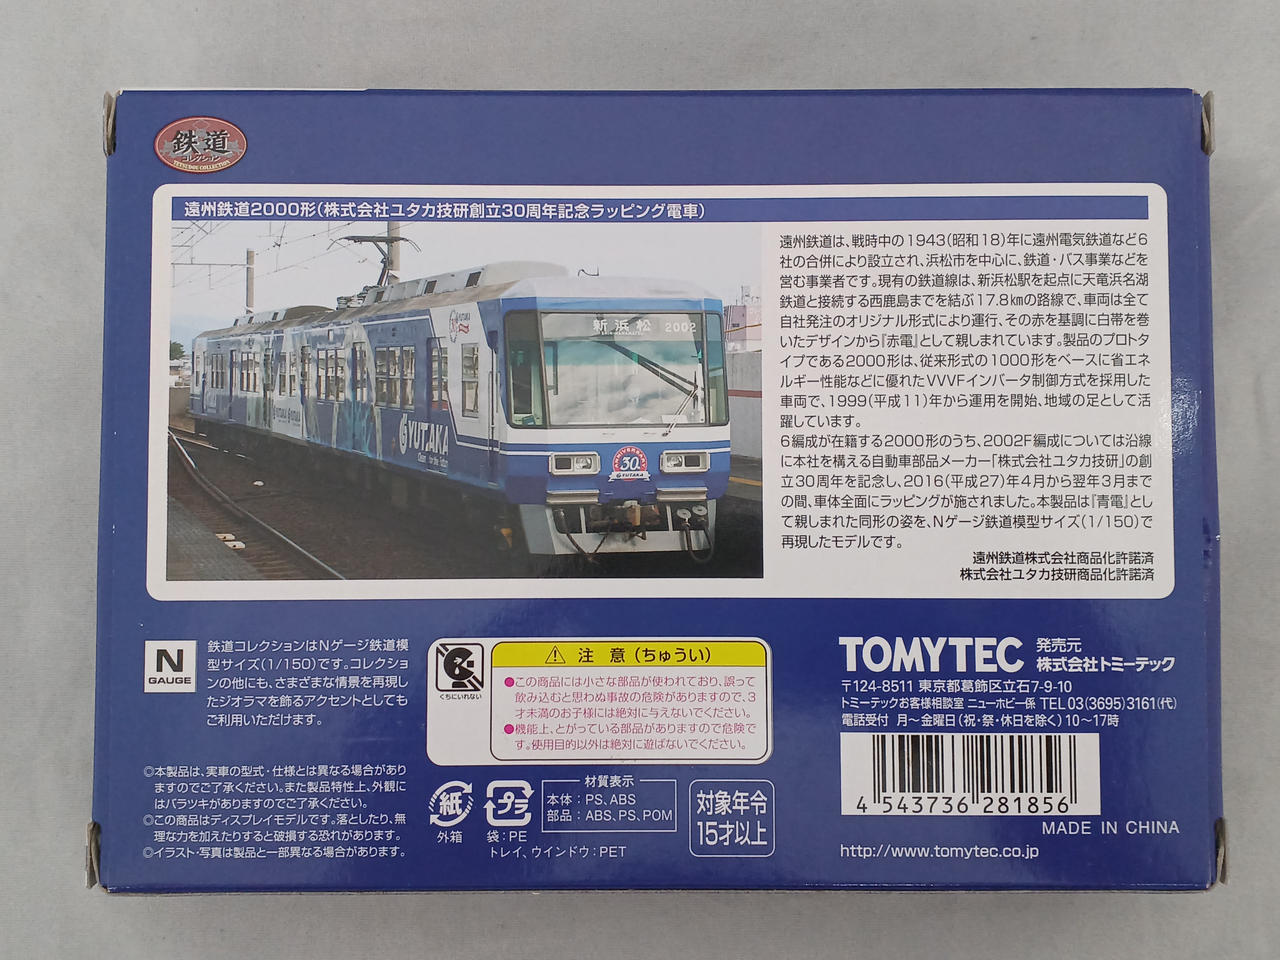 鉄道
コレクション
TETSUDOU COLLECTION
遠州鉄道2000形(株式会社ユタカ技研創立30周年記念ラッピング電車)
新浜松 2002
YUTAKA
ANNIVERSARY
30
YUTAKA
遠州鉄道は、戦時中の1943(昭和18)年に遠州電気鉄道など6
社の合併により設立され、浜松市を中心に、鉄道・バス事業などを
営む事業者です。現有の鉄道線は、新浜松駅を起点に天竜浜名湖
鉄道と接続する西鹿島までを結ぶ17.8kmの路線で、車両は全て
自社発注のオリジナル形式により運行、その赤を基調に白帯を巻
いたデザインから『赤電』として親しまれています。製品のプロトタ
イプである2000形は、従来形式の1000形をベースに省エネ
ルギー性能などに優れたVVVFインバータ制御方式を採用した
車両で、1999(平成11)年から運用を開始、地域の足として活
躍しています。
6編成が在籍する2000形のうち、2002F編成については沿線
に本社を構える自動車部品メーカー「株式会社ユタカ技研」の創
立30周年を記念し、2016(平成27)年4月から翌年3月まで
の間、車体全面にラッピングが施されました。本製品は『青電』とし
て親しまれた同形の姿を、Nゲージ鉄道模型サイズ(1/150)で
再現したモデルです。
遠州鉄道株式会社商品化許諾済
株式会社ユタカ技研商品化許諾済
N
GAUGE
鉄道コレクションはNゲージ鉄道模
型サイズ(1/150)です。コレクショ
ンの他にも、さまざまな情景を再現し
たジオラマを飾るアクセントとしても
ご利用いただけます。
◎本製品は、実車の型式・仕様とは異なる場合があり
ますのでご了承ください。また製品特性上、外観に
はバラツキがありますのでご了承ください。
◎この商品はディスプレイモデルです。落としたり、無
理な力を加えたりすると破損する恐れがあります。
◎イラスト・写真は製品と一部異なる場合があります。
くちにいれない
注意(ちゅうい)
●この商品には小さな部品が使われており、誤って
飲み込むと思わぬ事故の危険がありますので、3
才未満のお子様には絶対に与えないでください。
●機能上、とがっている部品がありますので危険で
す。使用目的以外は絶対に遊ばないでください。
紙
外箱
プラ
袋:PE
トレイ、ウインドウ:PET
材質表示
本体:PS、ABS
部品:ABS、PS、POM
対象年令
15才以上
TOMYTEC
発売元
株式会社トミーテック
〒124-8511 東京都葛飾区立石7-9-10
トミーテックお客様相談室 ニューホビー係 TEL 03(3695)3161(代)
電話受付 月～金曜日(祝・祭・休日を除く)10～17時
4 543736 281856
MADE IN CHINA
http://www.tomytec.co.jp